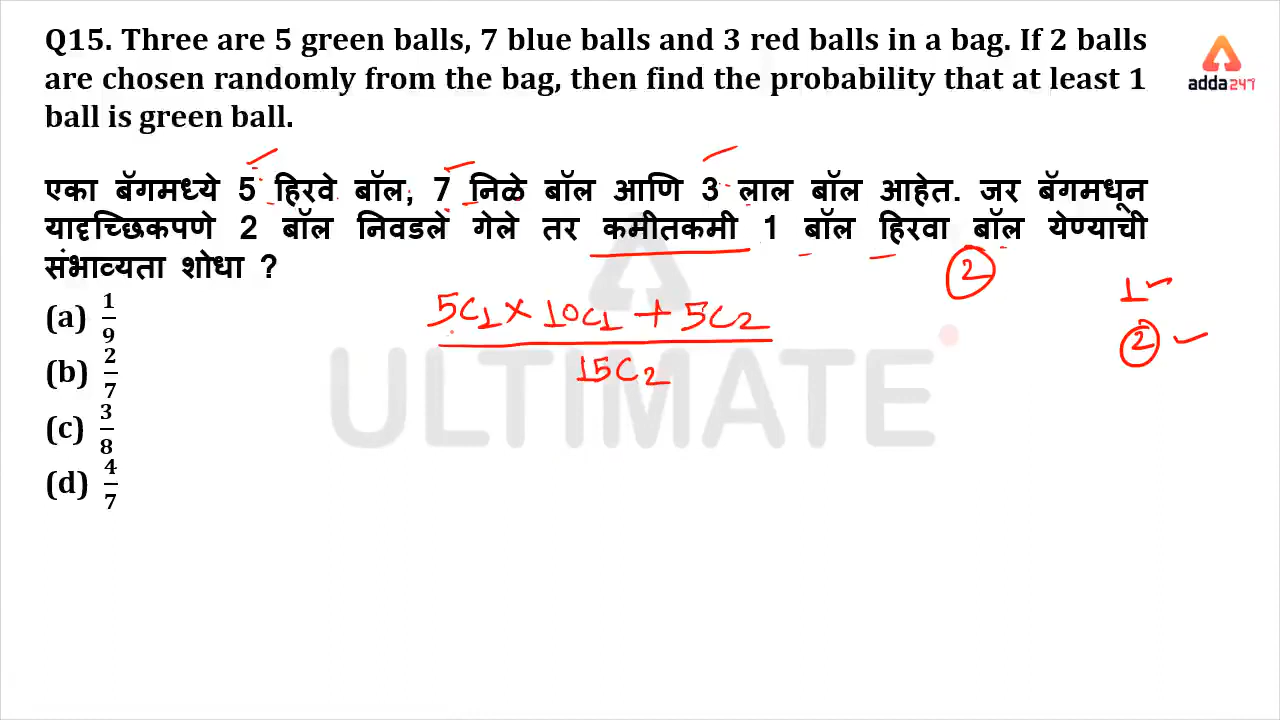 Q15. Three are 5 green balls, 7 blue balls and 3 red balls in a bag. If 2 balls
are chosen randomly from the bag, then find the probability that at least 1
ball is green ball.
adda247
एका बॅगमध्ये 5 हिरवे बॉल, 7 निळे बॉल आणि 3 लाल बॉल आहेत. जर बॅगमधून
यादृच्छिकपणे 2 बॉल निवडले गेले तर कमीतकमी 1 बॉल हिरवा बॉल येण्याची
संभाव्यता शोधा ?
2
1
2
5C1 × 10C1 + 5C2
15C2
(a) 1/9
(b) 2/7
(c) 3/8
(d) 4/7
ULTIMATE